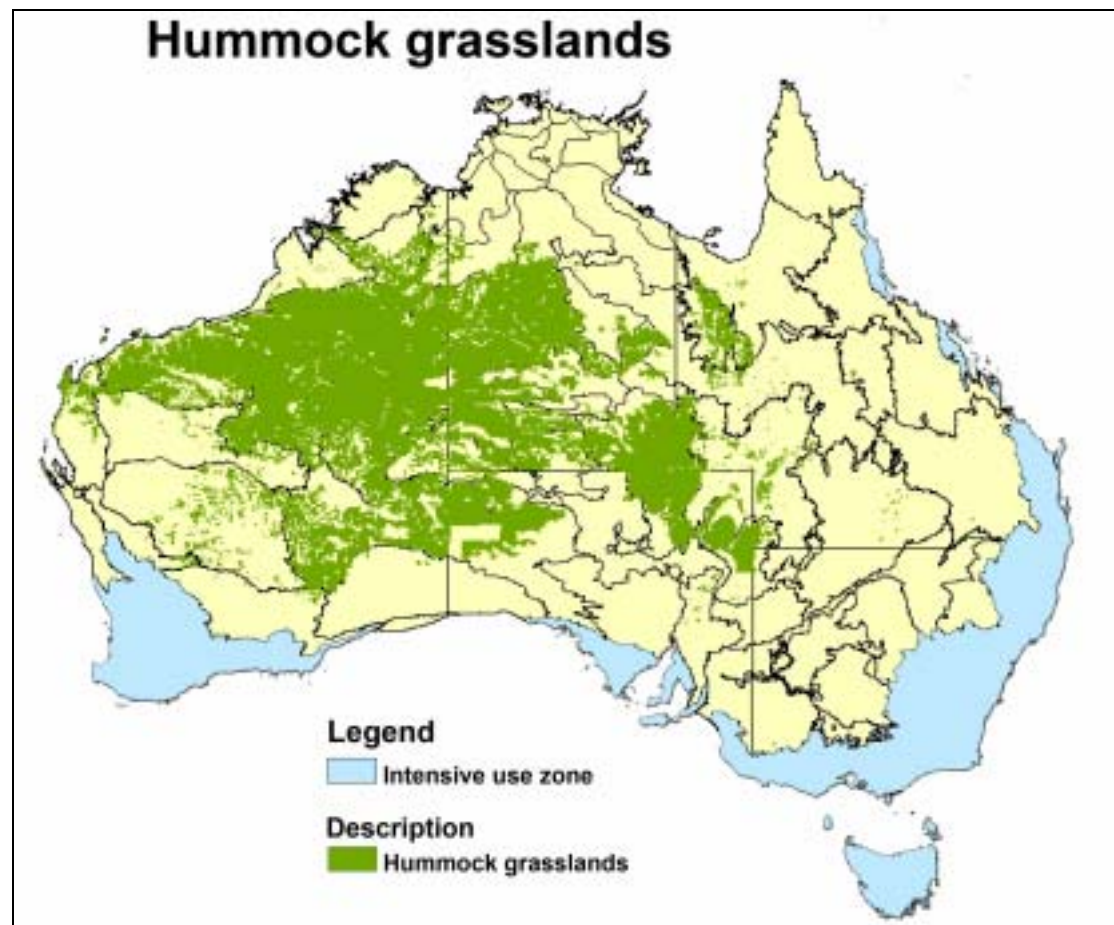 Hummock grasslands
Legend
Intensive use zone
Description
Hummock grasslands